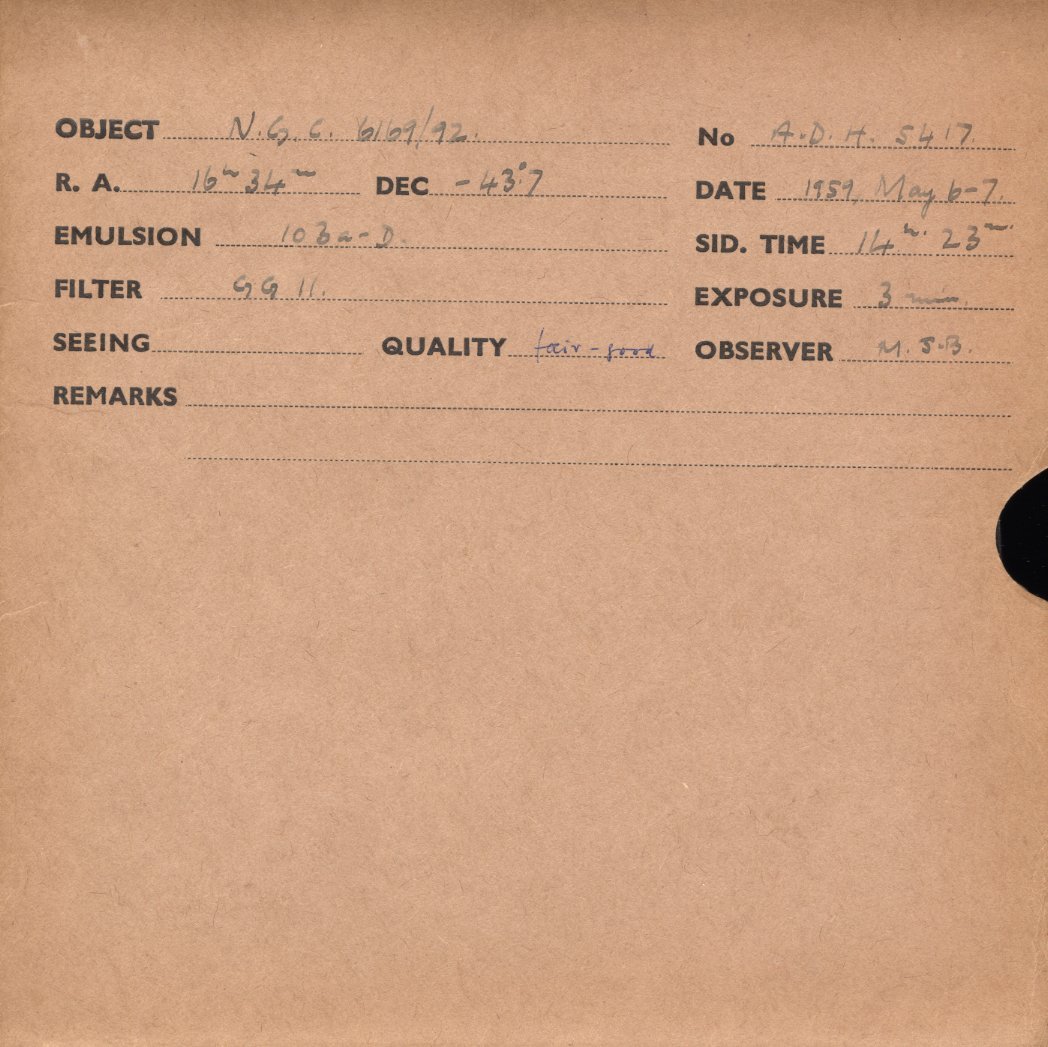 OBJECT N.G.C. 6169/92. No A.D.H. 5417.
R. A. 16h 34m DEC -43°.7 DATE 1959, May 6-7.
EMULSION 103a-D. SID. TIME 14h. 23m.
FILTER GG 11. EXPOSURE 3 min.
SEEING QUALITY fair-good OBSERVER M.J.B.
REMARKS